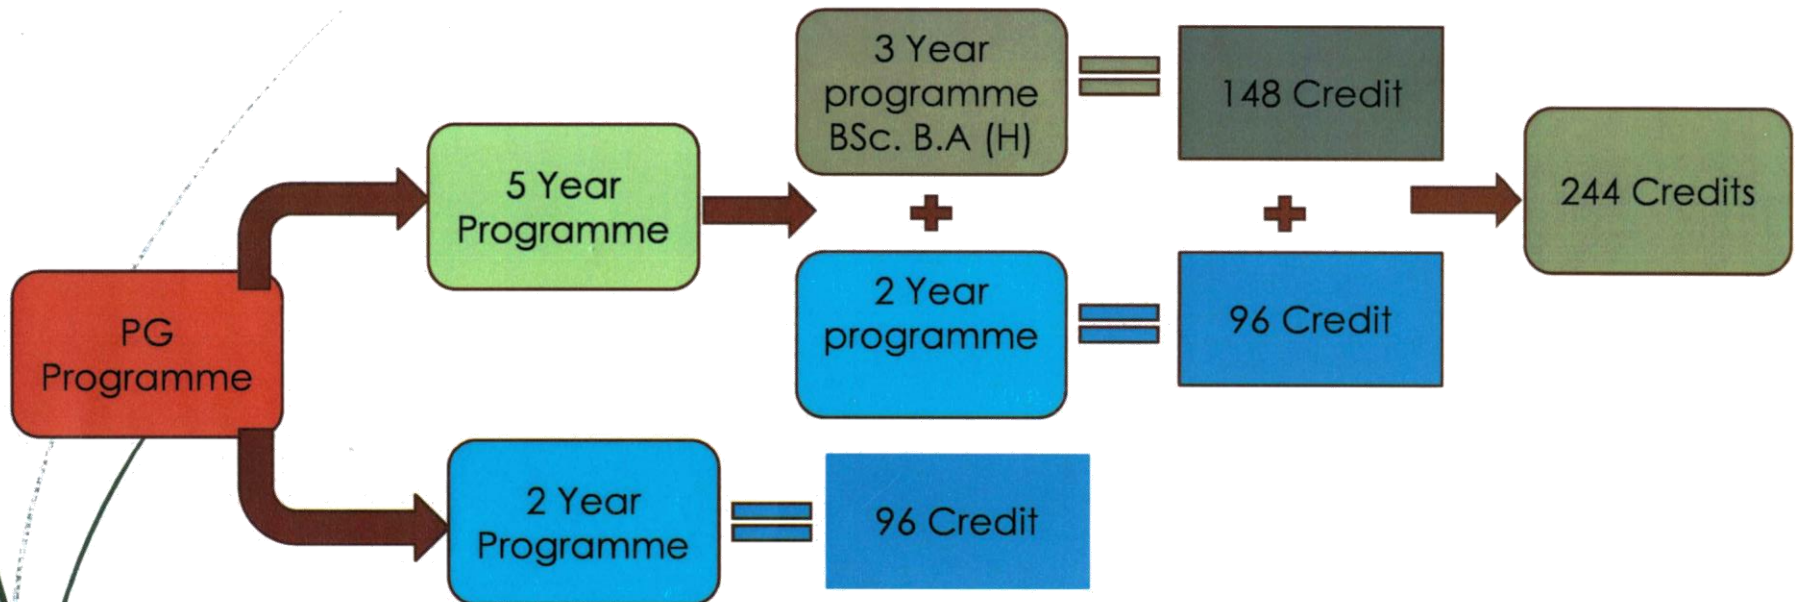 3 Year
programme
BSc. B.A (H)
148 Credit
5 Year
Programme
244 Credits
2 Year
programme
96 Credit
PG
Programme
2 Year
Programme
96 Credit